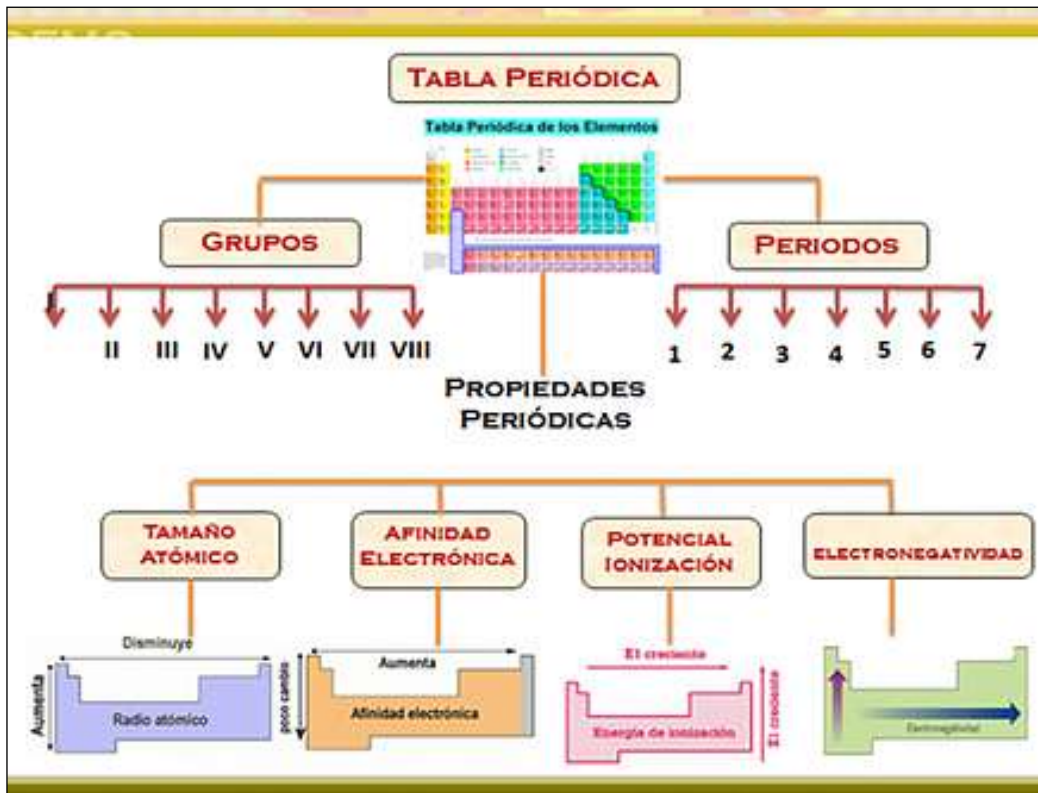 TABLA PERIÓDICA
Tabla Periódica de los Elementos
GRUPOS
PERIODOS
II III IV V VI VII VIII
1 2 3 4 5 6 7
PROPIEDADES
PERIÓDICAS
TAMAÑO
ATÓMICO
AFINIDAD
ELECTRÓNICA
POTENCIAL
IONIZACIÓN
ELECTRONEGATIVIDAD
Disminuye
Aumenta
Radio atómico
Aumenta
poco cambio
Afinidad electrónica
El creciente
El creciente
Energía de ionización
Electronegatividad